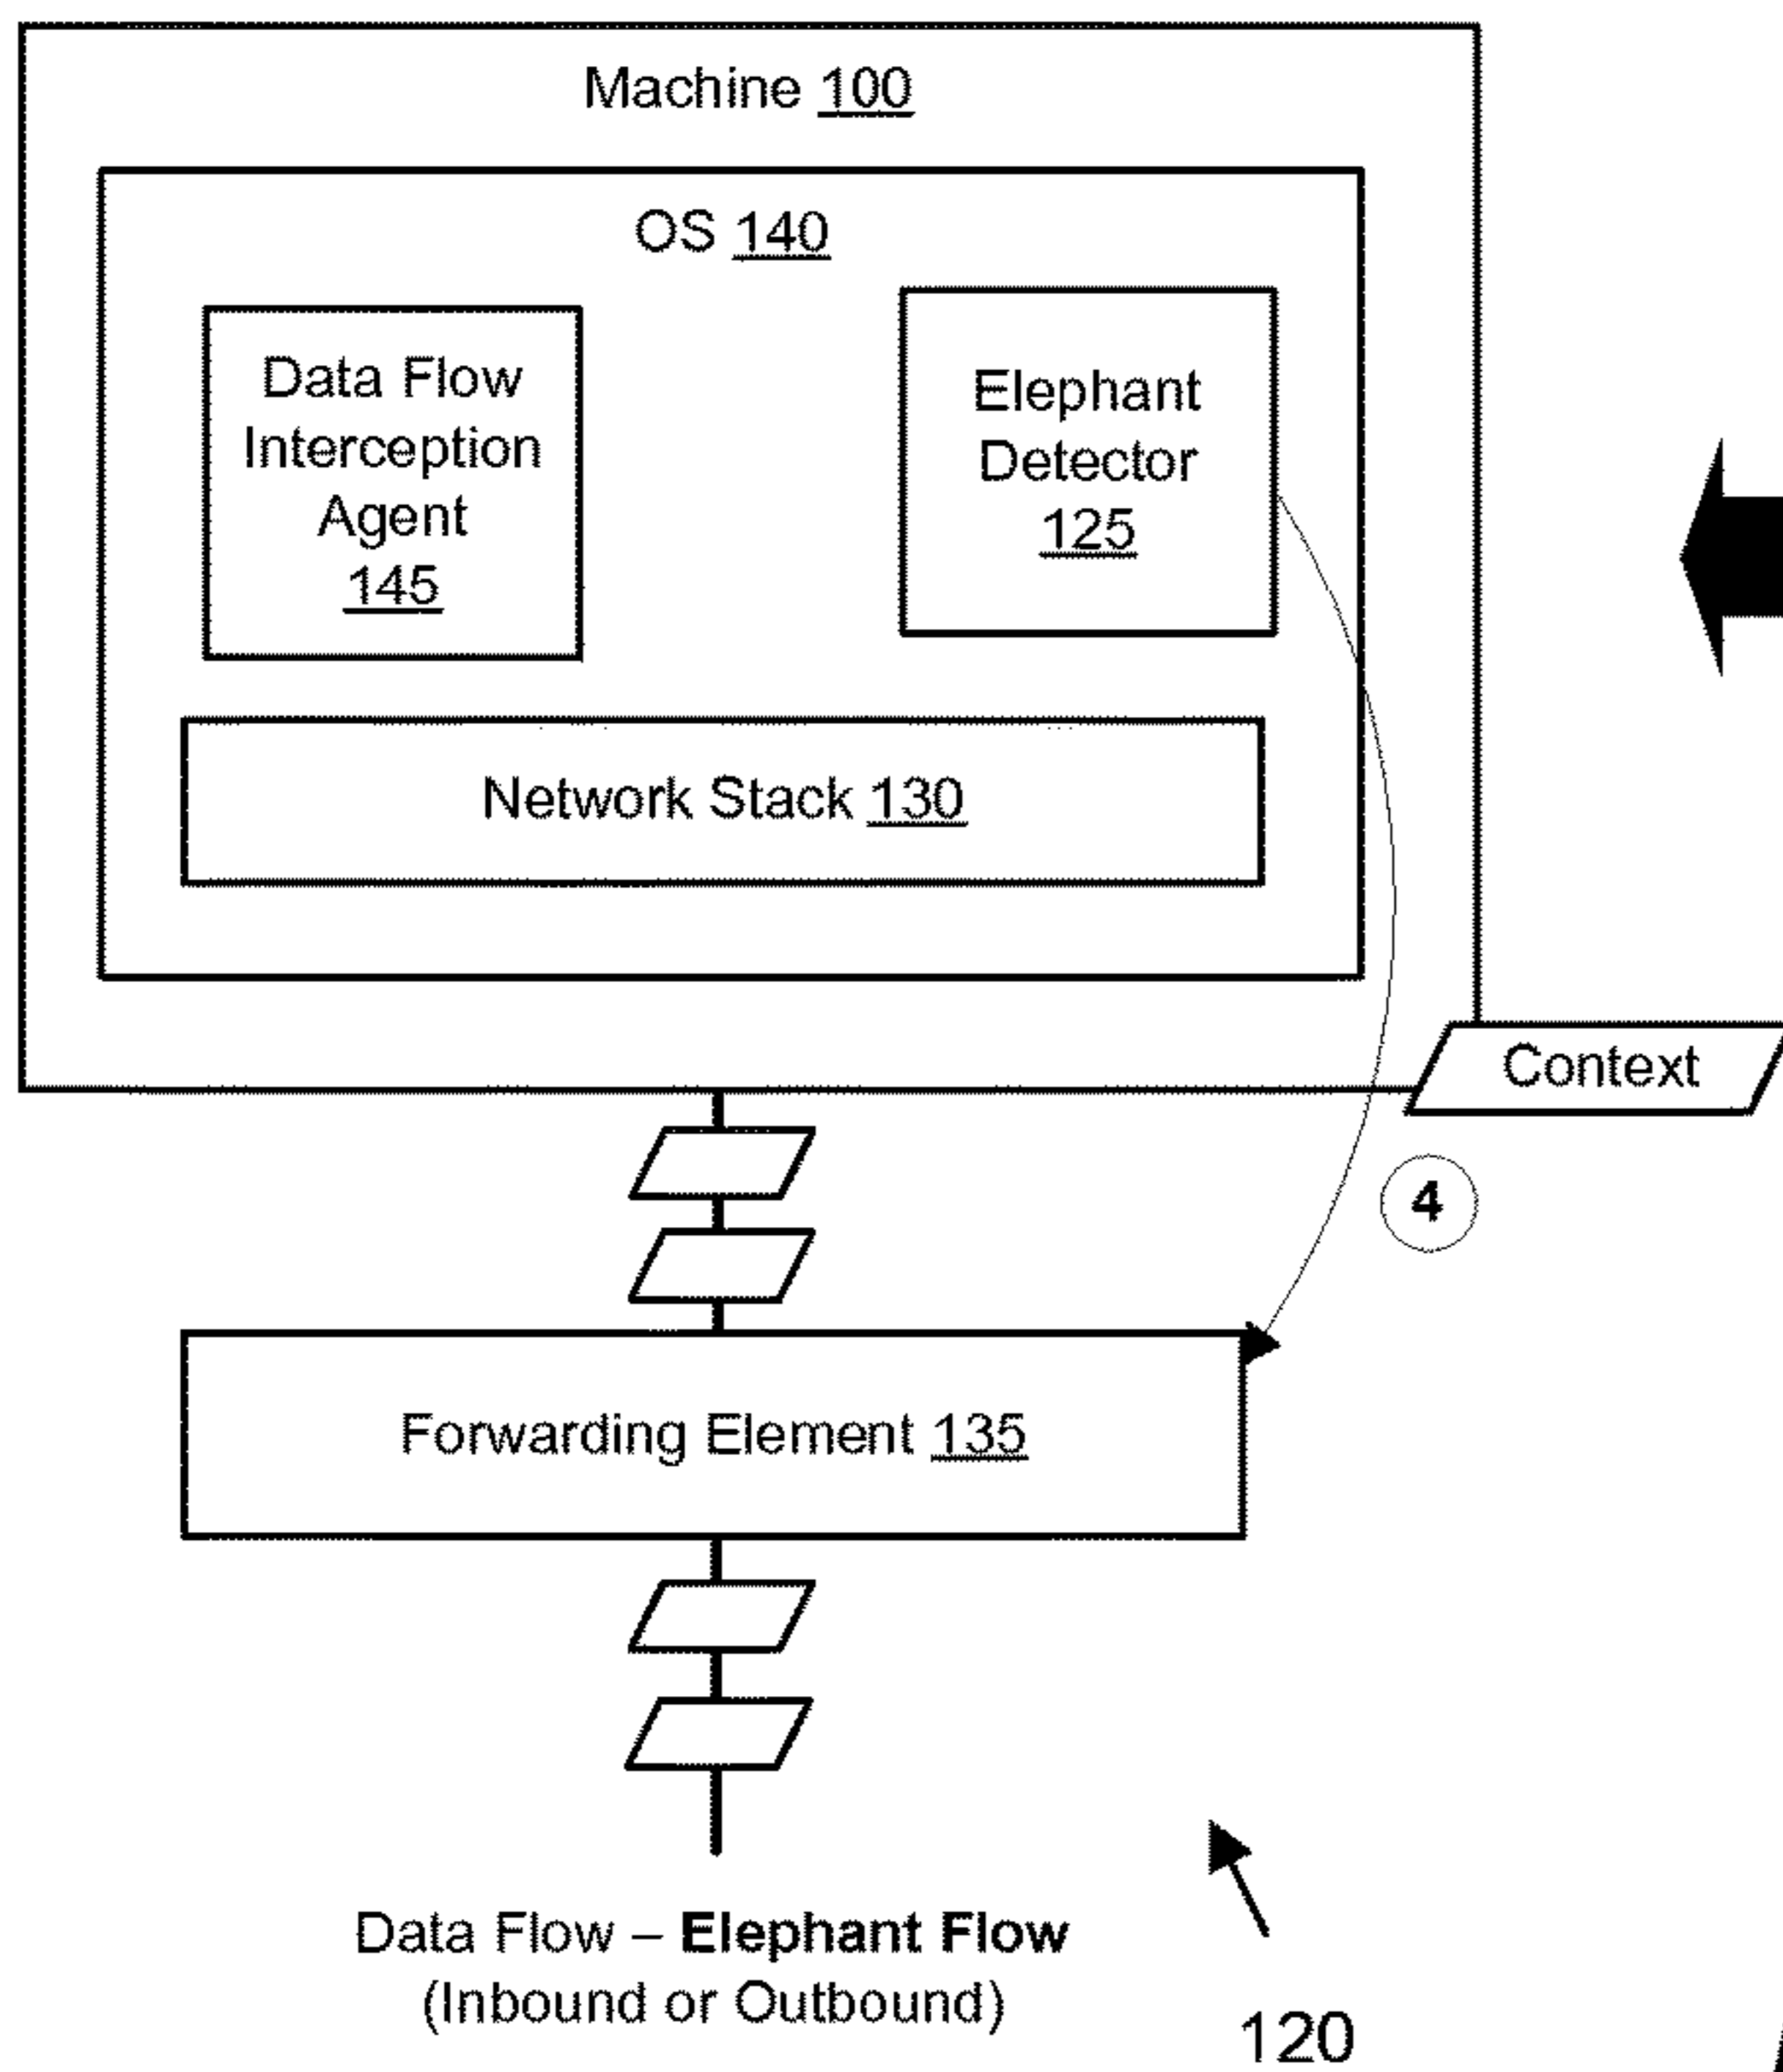 Machine 100
OS 140
Data Flow
Interception
Agent
145
Elephant
Detector
125
Network Stack 130
Context
4
Forwarding Element 135
Data Flow – Elephant Flow
(Inbound or Outbound)
120